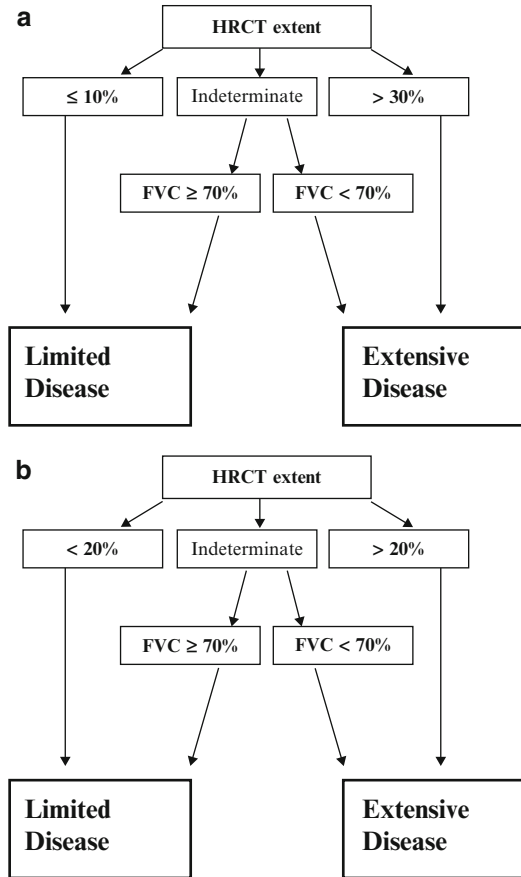 a
HRCT extent
≤ 10%
Indeterminate
> 30%
FVC ≥ 70%
FVC < 70%
Limited
Disease
Extensive
Disease
b
HRCT extent
< 20%
Indeterminate
> 20%
FVC ≥ 70%
FVC < 70%
Limited
Disease
Extensive
Disease